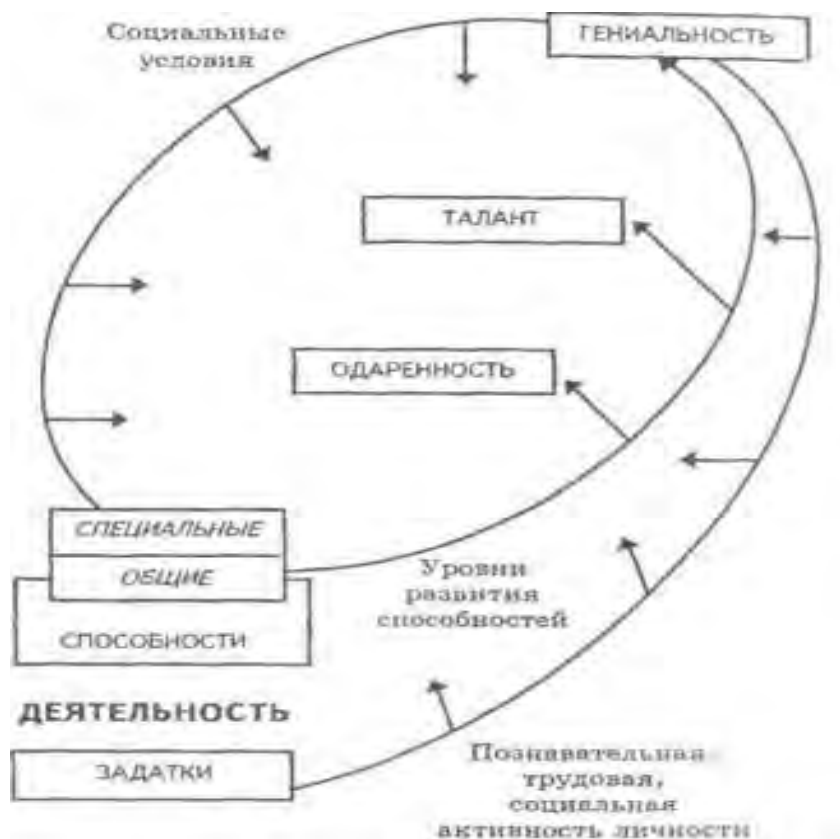 Социальные
условия
ГЕНИАЛЬНОСТЬ
ТАЛАНТ
ОДАРЕННОСТЬ
СПЕЦИАЛЬНЫЕ
ОБЩИЕ
СПОСОБНОСТИ
Уровни
развития
способностей
ДЕЯТЕЛЬНОСТЬ
ЗАДАТКИ
Познавательная
трудовая,
социальная
активность личности